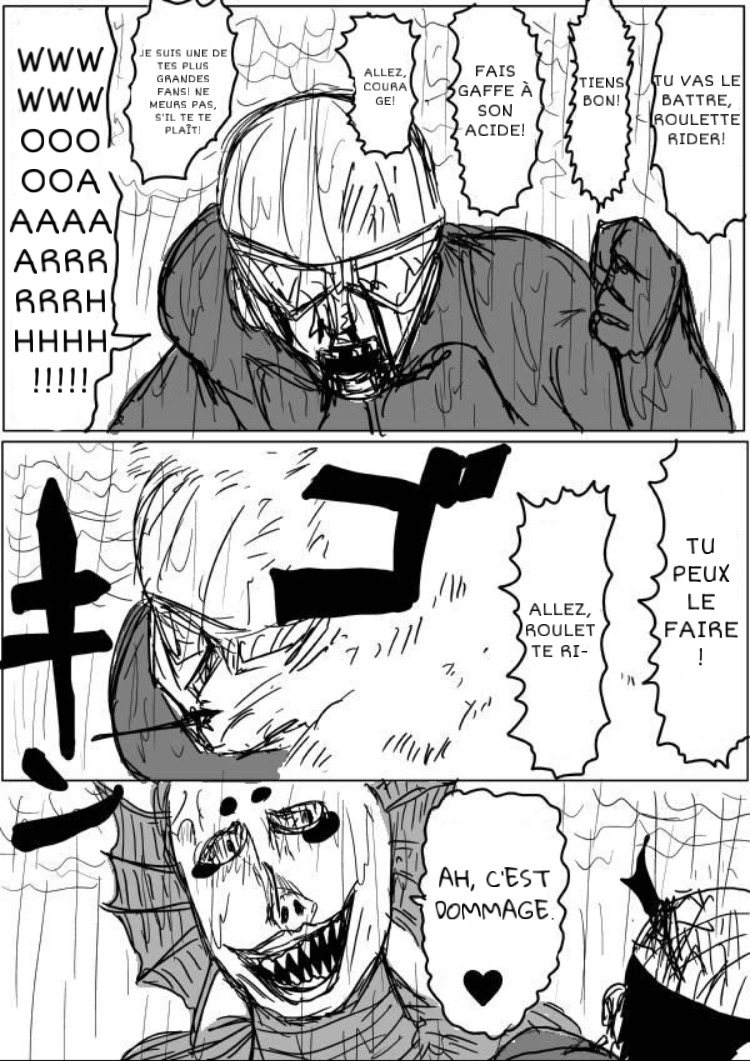 TU VAS LE
BATTRE,
ROULETTE
RIDER!
TIENS
BON!
FAIS
GAFFE À
SON
ACIDE!
ALLEZ,
COURA
GE!
JE SUIS UNE DE
TES PLUS
GRANDES
FANS! NE
MEURS PAS,
S'IL TE TE
PLAÎT!
WWW
WWW
OOO
OOA
AAAA
ARRR
RRRH
HHHH
!!!!!
TU
PEUX
LE
FAIRE
!
ALLEZ,
ROULET
TE RI-
ゴ
キン
AH, C'EST
DOMMAGE.
♥